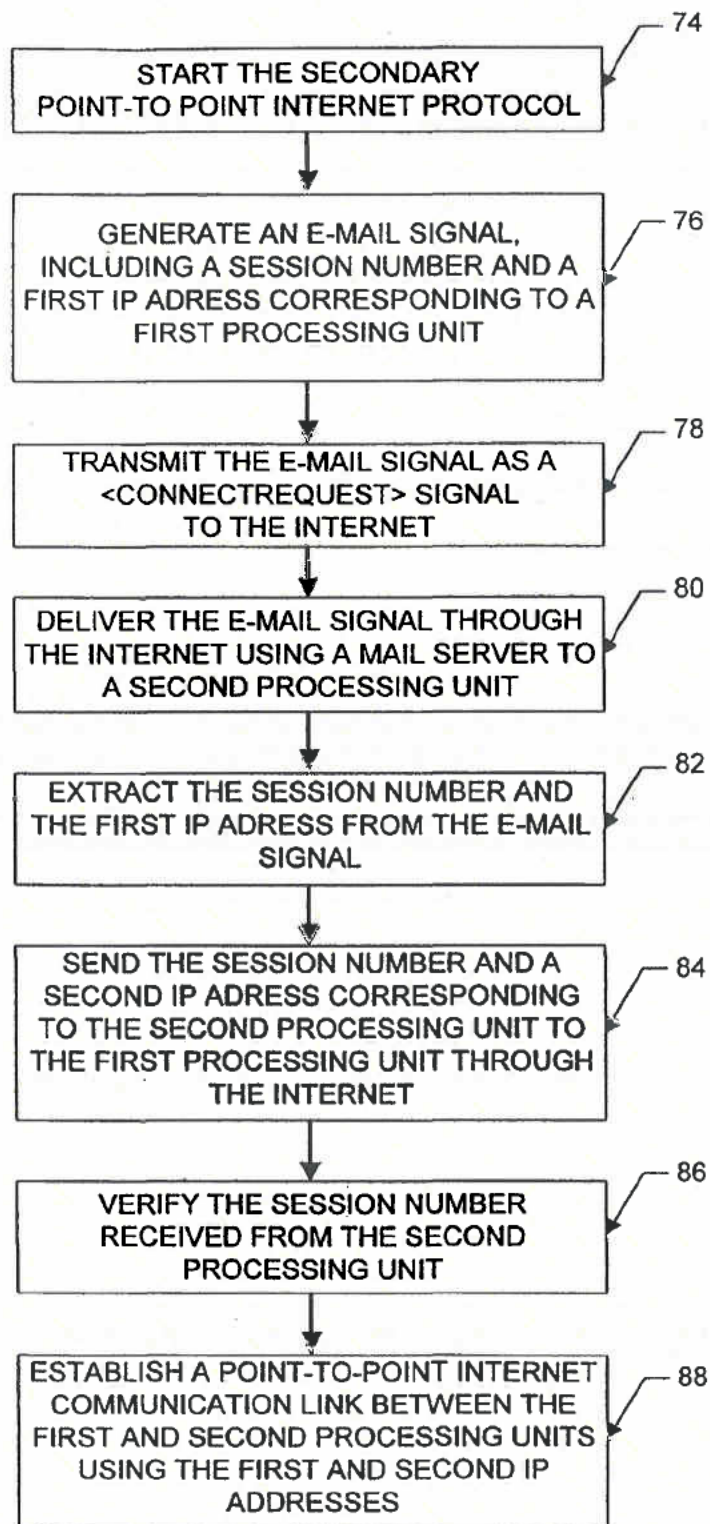 74
START THE SECONDARY
POINT-TO POINT INTERNET PROTOCOL
76
GENERATE AN E-MAIL SIGNAL,
INCLUDING A SESSION NUMBER AND A
FIRST IP ADRESS CORRESPONDING TO A
FIRST PROCESSING UNIT
78
TRANSMIT THE E-MAIL SIGNAL AS A
<CONNECTREQUEST> SIGNAL
TO THE INTERNET
80
DELIVER THE E-MAIL SIGNAL THROUGH
THE INTERNET USING A MAIL SERVER TO
A SECOND PROCESSING UNIT
82
EXTRACT THE SESSION NUMBER AND
THE FIRST IP ADRESS FROM THE E-MAIL
SIGNAL
84
SEND THE SESSION NUMBER AND A
SECOND IP ADRESS CORRESPONDING
TO THE SECOND PROCESSING UNIT TO
THE FIRST PROCESSING UNIT THROUGH
THE INTERNET
86
VERIFY THE SESSION NUMBER
RECEIVED FROM THE SECOND
PROCESSING UNIT
88
ESTABLISH A POINT-TO-POINT INTERNET
COMMUNICATION LINK BETWEEN THE
FIRST AND SECOND PROCESSING UNITS
USING THE FIRST AND SECOND IP
ADDRESSES